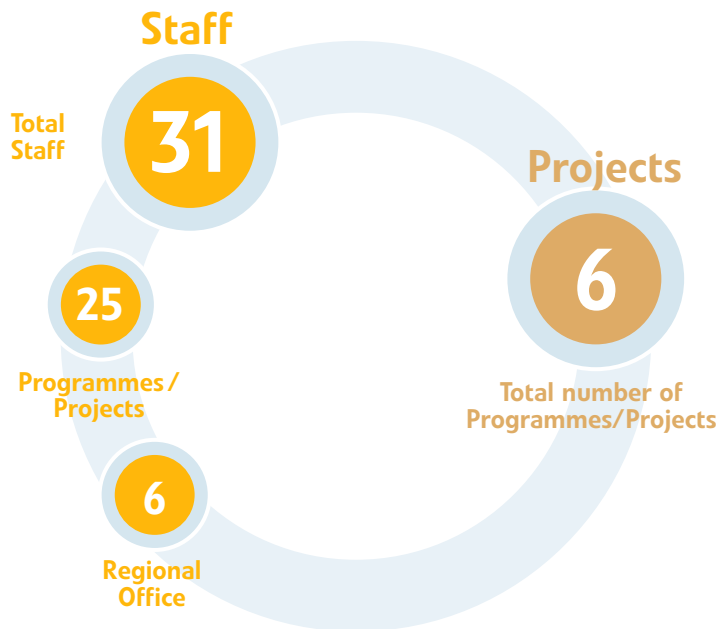 Staff
Total
Staff
31
25
Programmes/
Projects
6
Regional
Office
Projects
6
Total number of
Programmes/Projects